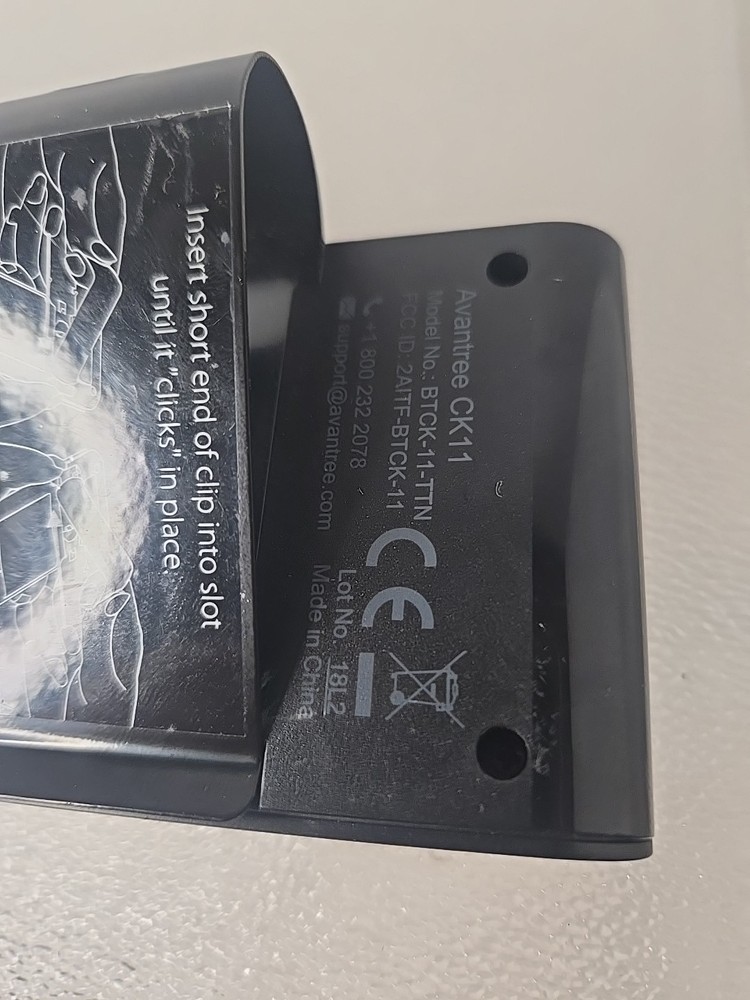 Insert short end of clip into slot
until it "clicks" in place
Avantree CK11
Model No.: BTCK-11-TTN
FCC ID: 2AITF-BTCK-11
+1 800 232 2078
support@avantree.com
CE
Lot No. 18L2
Made in China